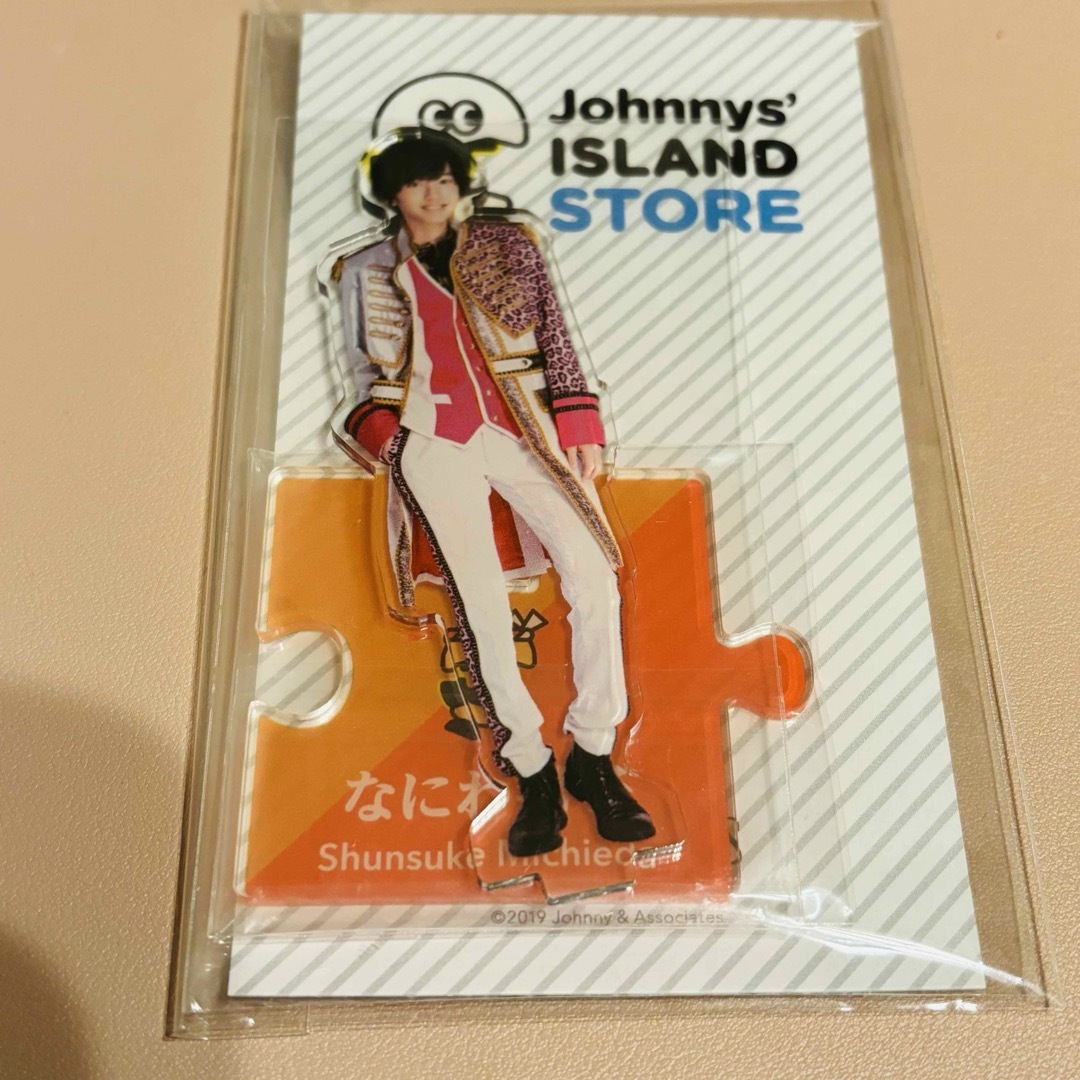 Johnnys'
ISLAND
STORE
なにわ
Shunsuke Michieda
©2019 Johnny & Associates